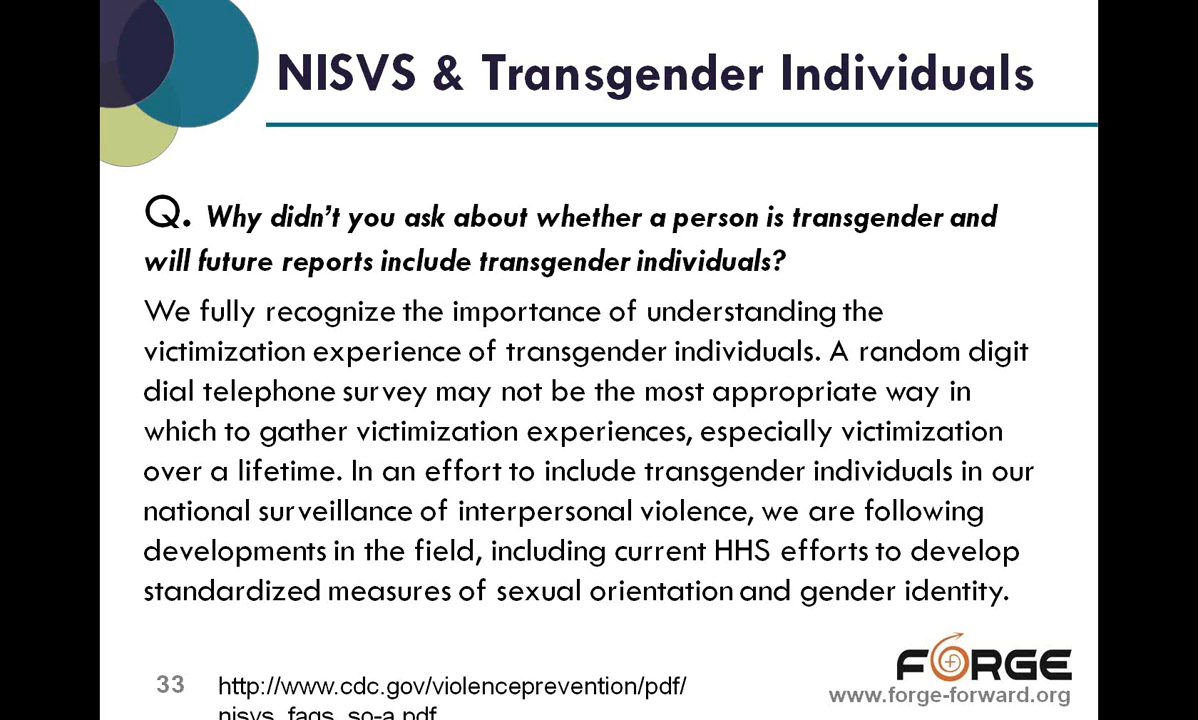 NISVS & Transgender Individuals
Q. Why didn't you ask about whether a person is transgender and
will future reports include transgender individuals?
We fully recognize the importance of understanding the
victimization experience of transgender individuals. A random digit
dial telephone survey may not be the most appropriate way in
which to gather victimization experiences, especially victimization
over a lifetime. In an effort to include transgender individuals in our
national surveillance of interpersonal violence, we are following
developments in the field, including current HHS efforts to develop
standardized measures of sexual orientation and gender identity.
FORGE
www.forge-forward.org
33
http://www.cdc.gov/violenceprevention/pdf/
nisvs_faqs_so-a.pdf